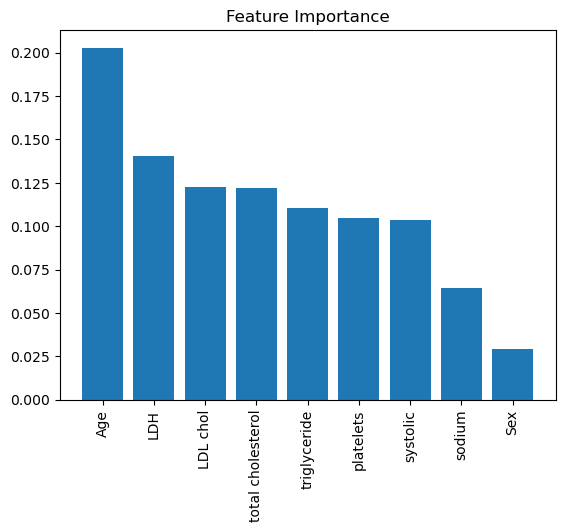 Feature Importance
0.200
0.175
0.150
0.125
0.100
0.075
0.050
0.025
0.000
Age
LDH
LDL chol
total cholesterol
triglyceride
platelets
systolic
sodium
Sex